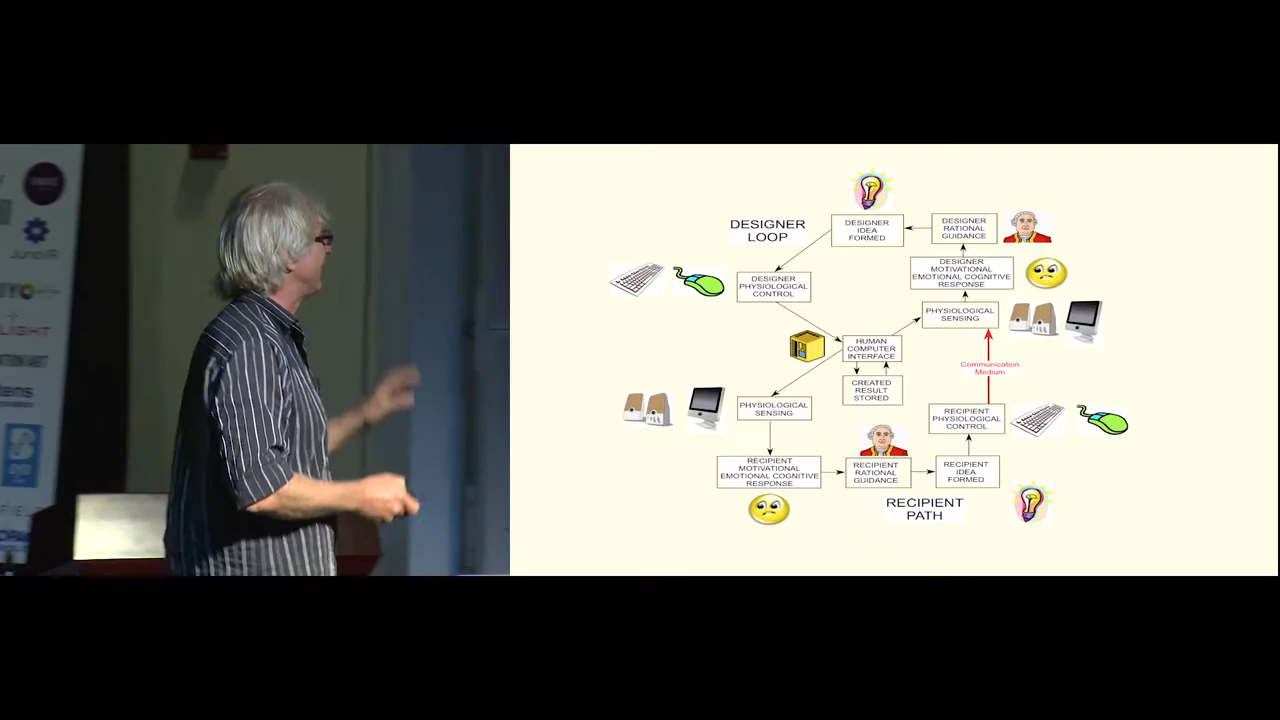 JunoIR
LIGHT
DESIGNER
LOOP
DESIGNER
IDEA
FORMED
DESIGNER
RATIONAL
GUIDANCE
DESIGNER
MOTIVATIONAL
EMOTIONAL COGNITIVE
RESPONSE
DESIGNER
PHYSIOLOGICAL
CONTROL
PHYSIOLOGICAL
SENSING
HUMAN
COMPUTER
INTERFACE
Communication
Medium
CREATED
RESULT
STORED
PHYSIOLOGICAL
SENSING
RECIPIENT
PHYSIOLOGICAL
CONTROL
RECIPIENT
MOTIVATIONAL
EMOTIONAL COGNITIVE
RESPONSE
RECIPIENT
RATIONAL
GUIDANCE
RECIPIENT
IDEA
FORMED
RECIPIENT
PATH